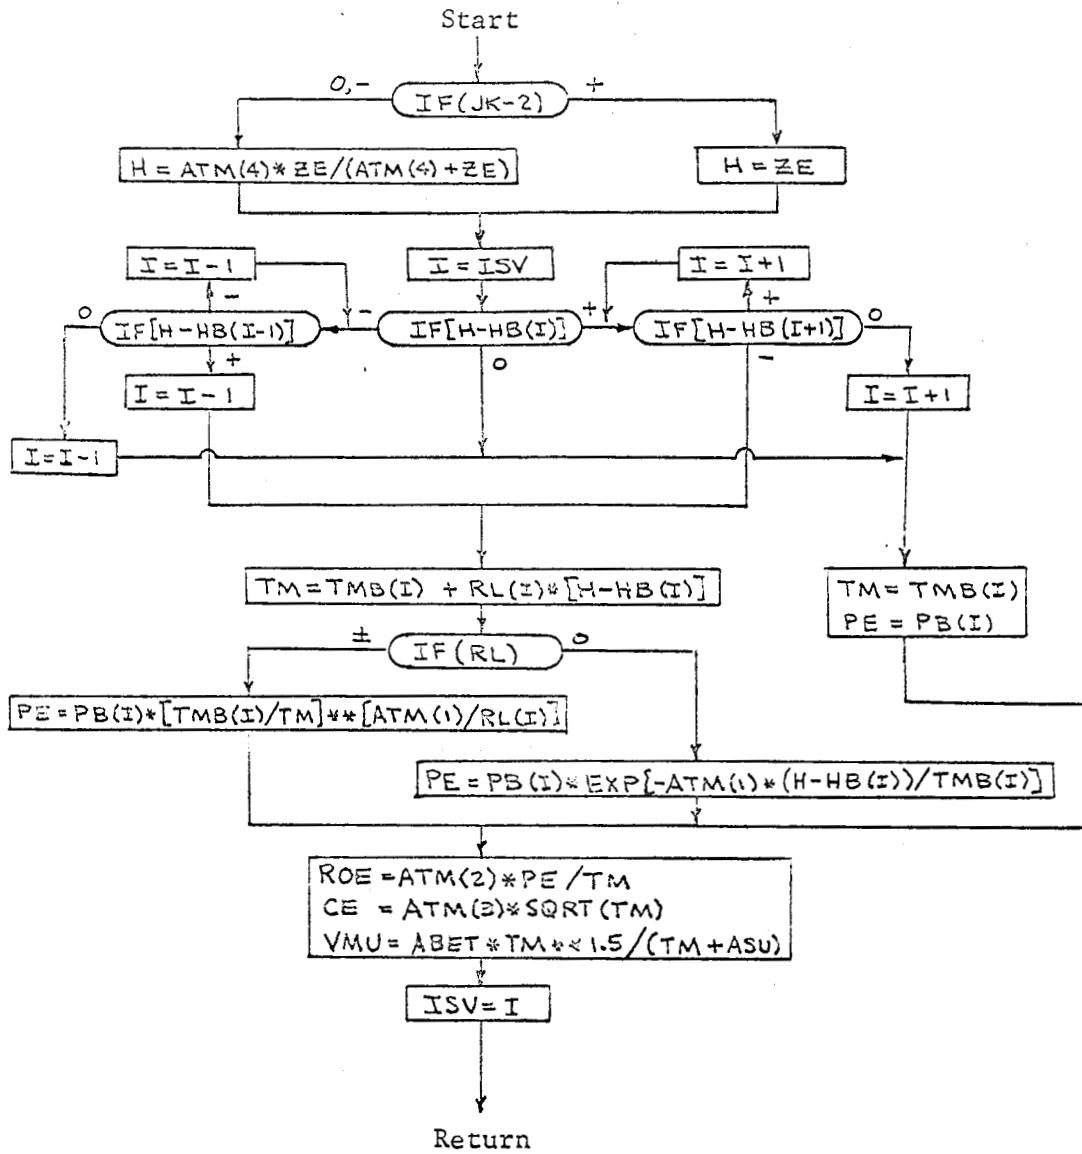 Start
0,-
+
IF(JK-2)
H = ATM(4)* ZE/(ATM(4)+ZE)
H = ZE
I = I-1
I = ISV
I = I+1
0
-
-
+
+
0
IF[H-HB(I-1)]
IF[H-HB(I)]
IF[H-HB(I+1)]
+
0
-
I = I-1
I = I+1
I=I-1
TM=TMB(I) + RL(I)*[H-HB(I)]
TM= TMB(I)
PE = PB(I)
±
0
IF(RL)
PE=PB(I)*[TMB(I)/TM]**[ATM(1)/RL(I)]
PE = PB(I)* EXP[-ATM(1)*(H-HB(I))/TMB(I)]
ROE =ATM(2)*PE/TM
CE = ATM(3)*SQRT(TM)
VMU= ABET*TM**1.5/(TM+ASU)
ISV= I
Return